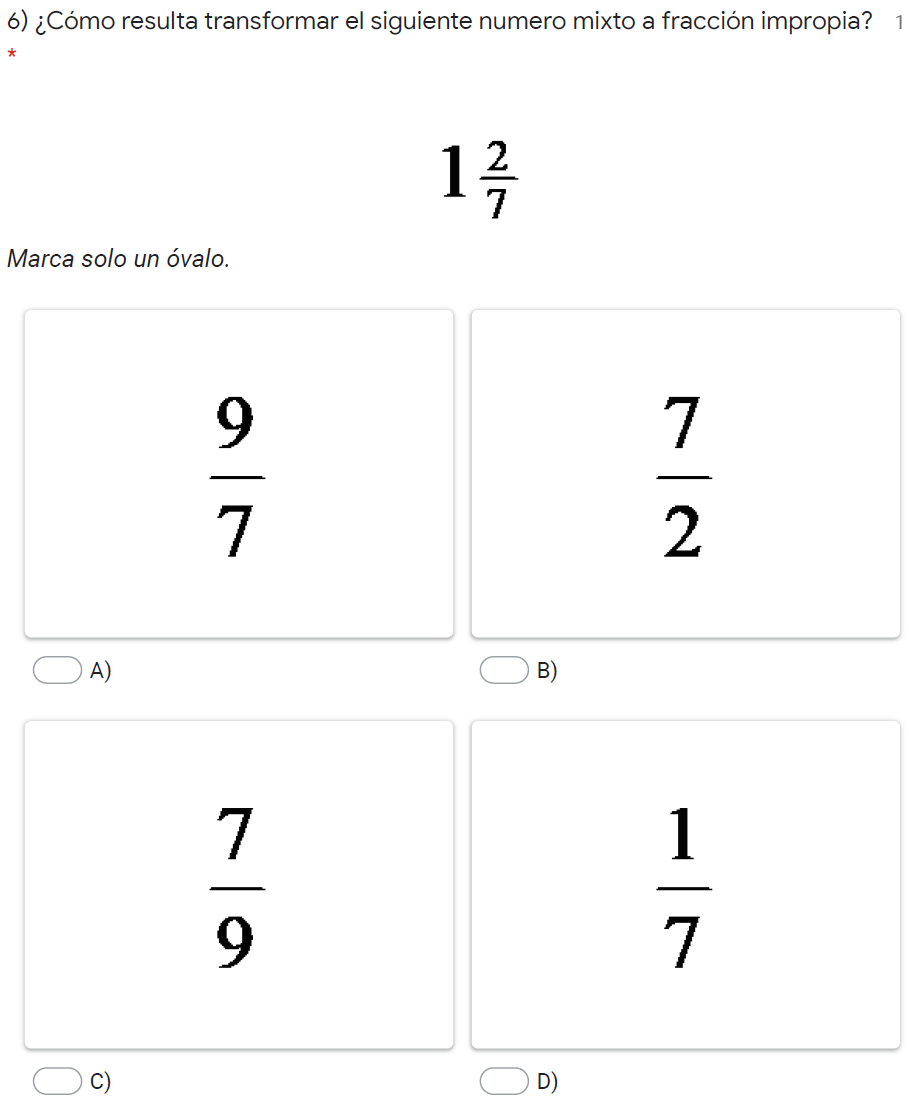 6) ¿Cómo resulta transformar el siguiente numero mixto a fracción impropia? 1
*
1 2/7
Marca solo un óvalo.
9/7
7/2
A)
B)
7/9
1/7
C)
D)